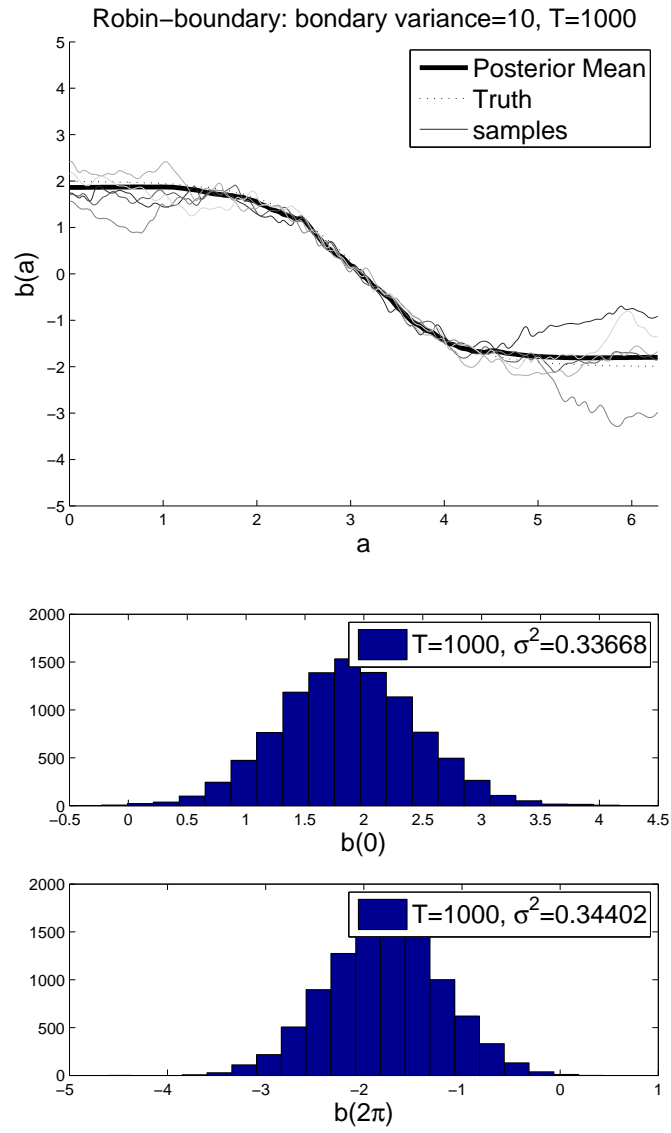 Robin−boundary: bondary variance=10, T=1000
5
4
3
2
1
0
−1
−2
−3
−4
−5
b(a)
Posterior Mean
Truth
samples
0 1 2 3 4 5 6
a
2000
1500
1000
500
0
T=1000, σ²=0.33668
−0.5 0 0.5 1 1.5 2 2.5 3 3.5 4 4.5
b(0)
2000
1500
1000
500
0
T=1000, σ²=0.34402
−5 −4 −3 −2 −1 0 1
b(2π)